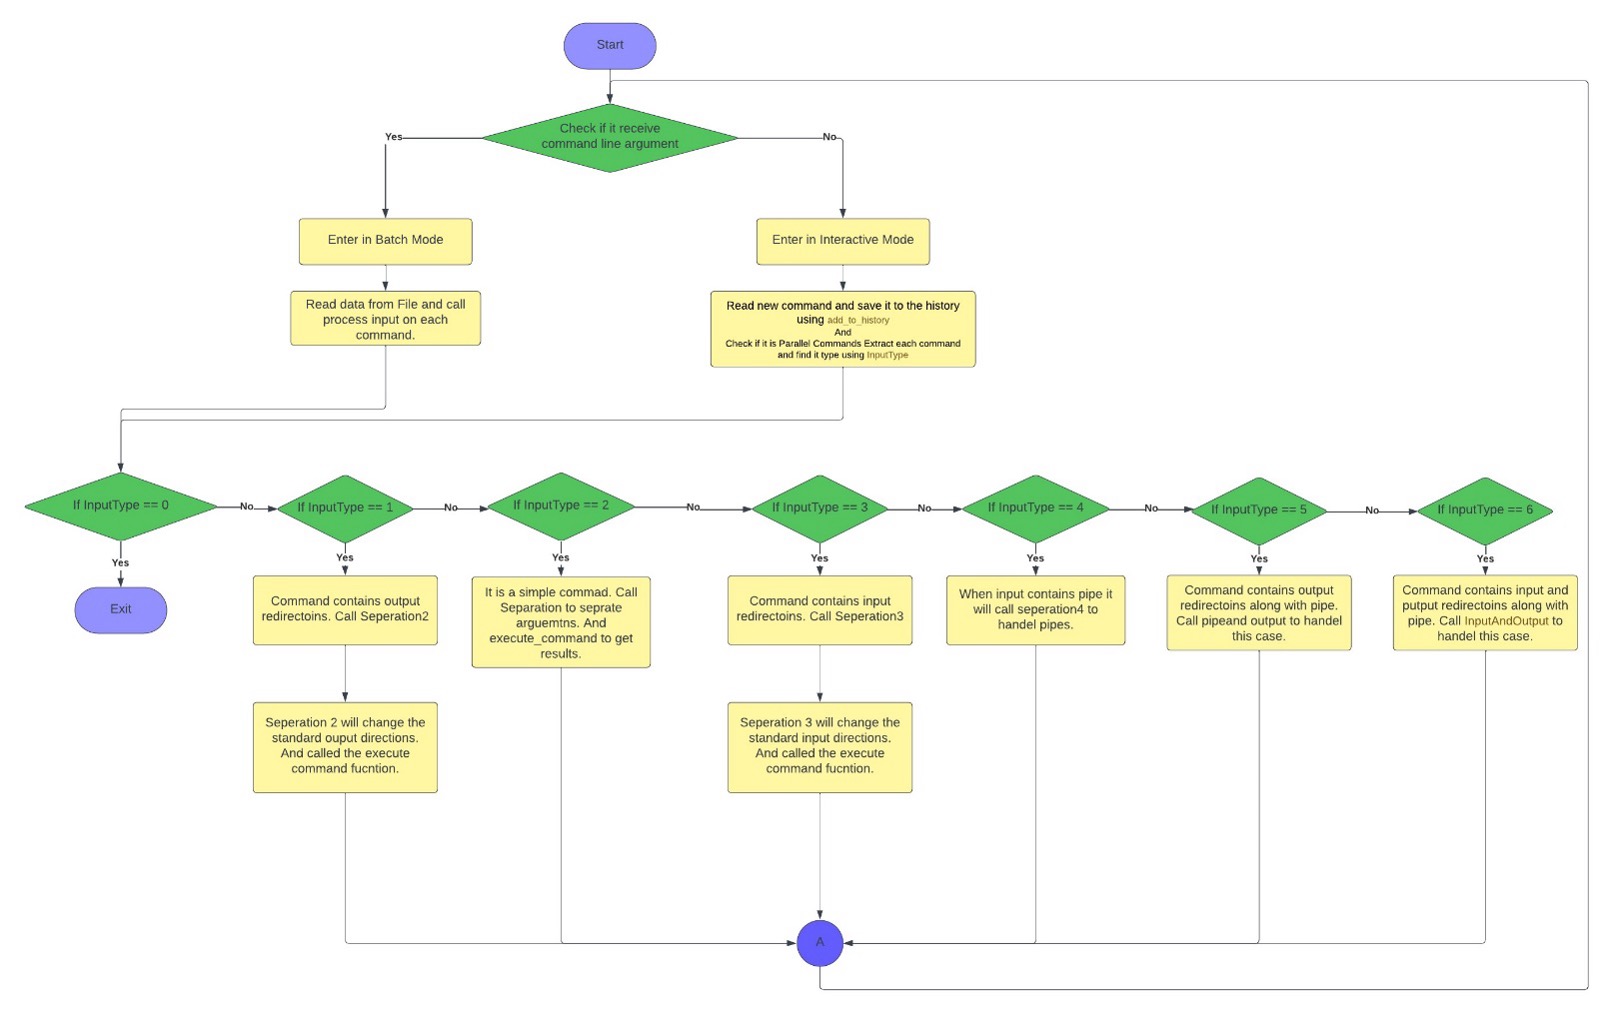 Start
Check if it receive
command line argument
Yes
No
Enter in Batch Mode
Enter in Interactive Mode
Read data from File and call
process input on each
command.
Read new command and save it to the history
using add_to_history
And
Check if it is Parallel Commands Extract each command
and find it type using InputType
If InputType == 0
No
If InputType == 1
No
If InputType == 2
No
If InputType == 3
No
If InputType == 4
No
If InputType == 5
No
If InputType == 6
Yes
Yes
Yes
Yes
Yes
Yes
Yes
Exit
Command contains output
redirectoins. Call Seperation2
It is a simple commad. Call
Separation to seprate
arguemtns. And
execute_command to get
results.
Command contains input
redirectoins. Call Seperation3
When input contains pipe it
will call seperation4 to
handel pipes.
Command contains output
redirectoins along with pipe.
Call pipeand output to handel
this case.
Command contains input and
putput redirectoins along with
pipe. Call InputAndOutput to
handel this case.
Seperation 2 will change the
standard ouput directions.
And called the execute
command fucntion.
Seperation 3 will change the
standard input directions.
And called the execute
command fucntion.
A